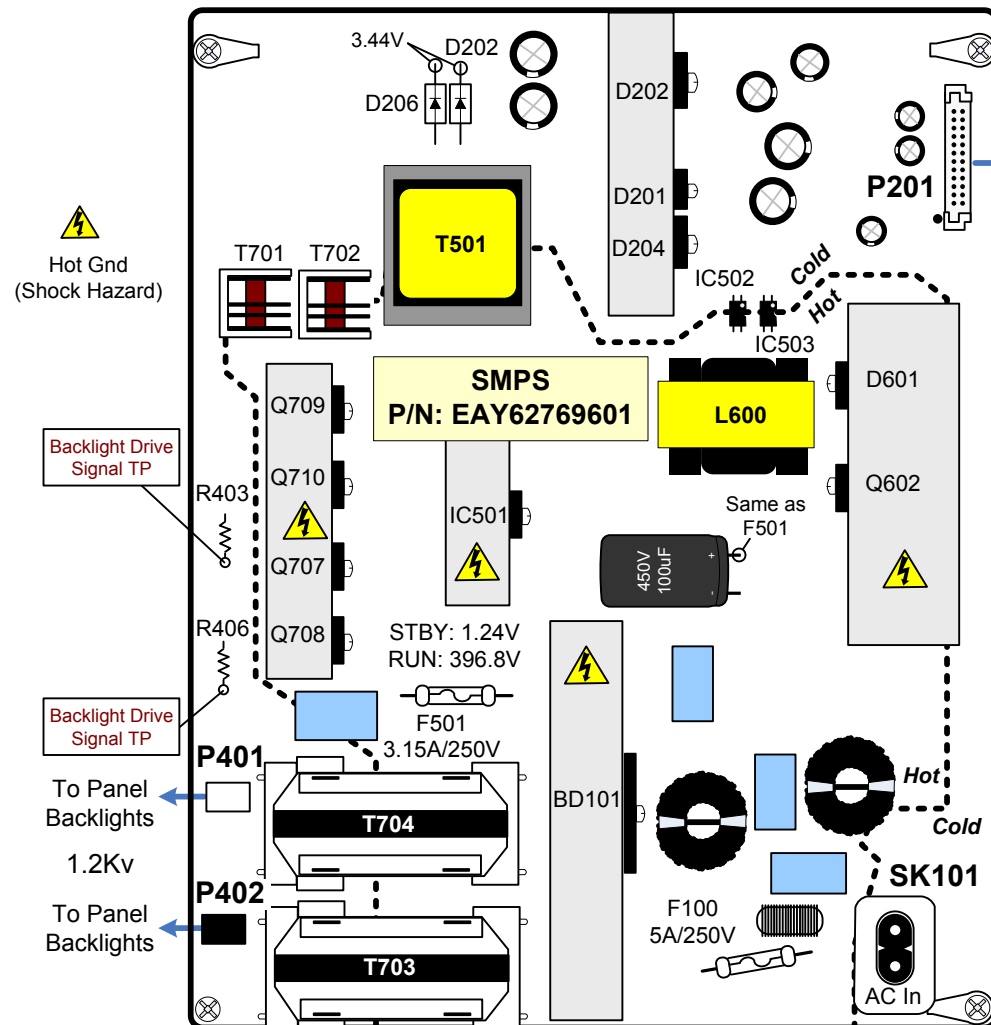 3.44V
D202
D206
D202
D201
D204
P201
Hot Gnd
(Shock Hazard)
T701
T702
T501
IC502
Cold
Hot
IC503
SMPS
P/N: EAY62769601
L600
D601
Q602
Q709
Q710
Q707
Q708
Backlight Drive
Signal TP
R403
IC501
Same as
F501
450V
100uF
+
-
R406
STBY: 1.24V
RUN: 396.8V
Backlight Drive
Signal TP
F501
3.15A/250V
P401
To Panel
Backlights
T704
BD101
Hot
Cold
1.2Kv
P402
To Panel
Backlights
T703
F100
5A/250V
SK101
AC In